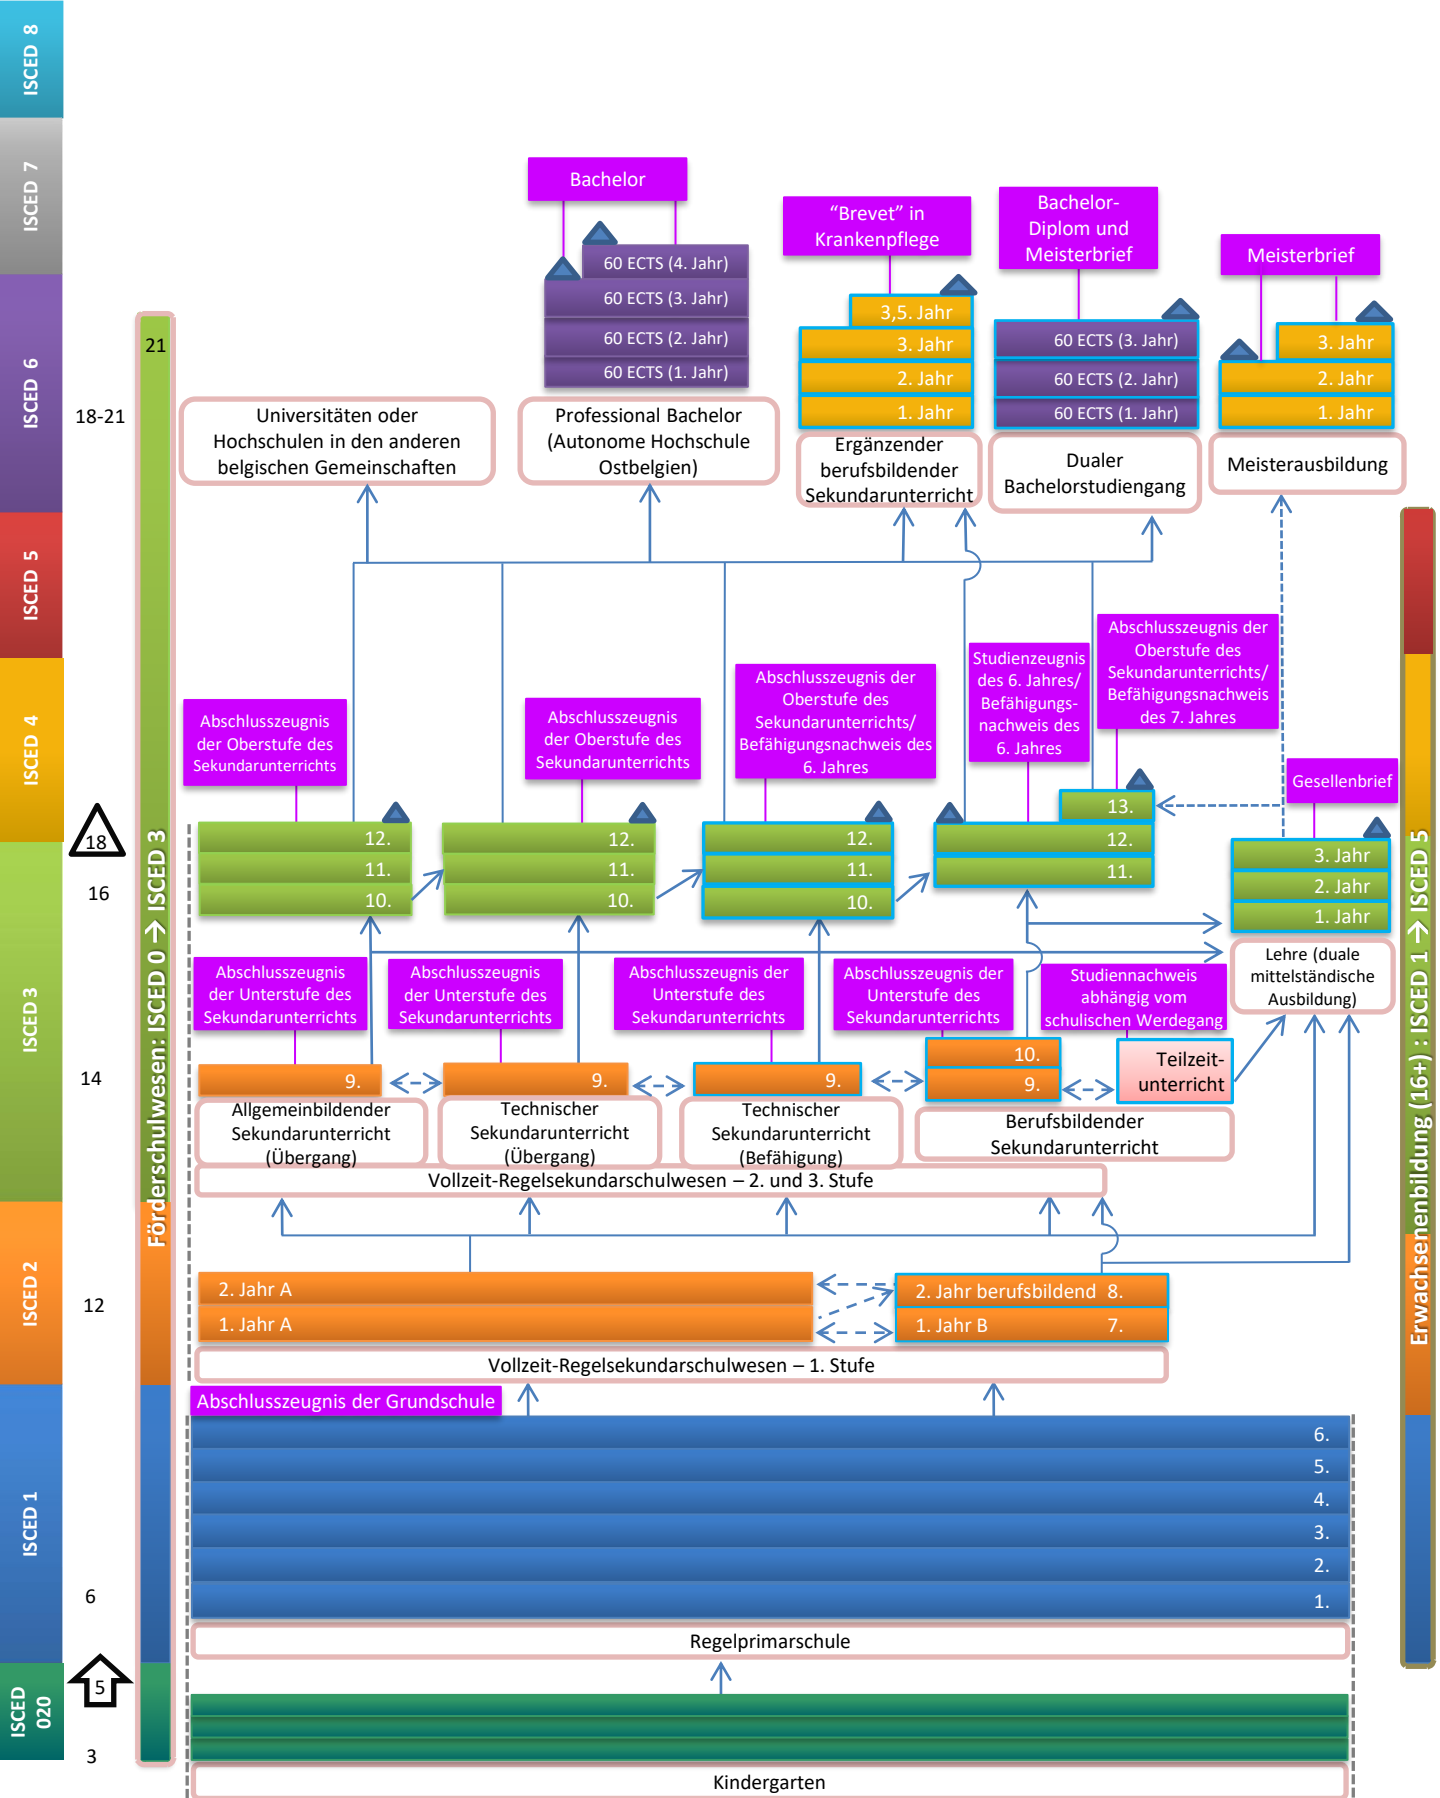 ISCED 8
ISCED 7
ISCED 6
ISCED 5
ISCED 4
ISCED 3
ISCED 2
ISCED 1
ISCED
020
18-21
18
16
14
12
6
5
3
21
Förderschulwesen: ISCED 0 → ISCED 3
Bachelor
60 ECTS (4. Jahr)
60 ECTS (3. Jahr)
60 ECTS (2. Jahr)
60 ECTS (1. Jahr)
“Brevet” in
Krankenpflege
3,5. Jahr
3. Jahr
2. Jahr
1. Jahr
Bachelor-
Diplom und
Meisterbrief
60 ECTS (3. Jahr)
60 ECTS (2. Jahr)
60 ECTS (1. Jahr)
Meisterbrief
3. Jahr
2. Jahr
1. Jahr
Universitäten oder
Hochschulen in den anderen
belgischen Gemeinschaften
Professional Bachelor
(Autonome Hochschule
Ostbelgien)
Ergänzender
berufsbildender
Sekundarunterricht
Dualer
Bachelorstudiengang
Meisterausbildung
Abschlusszeugnis
der Oberstufe des
Sekundarunterrichts
12.
11.
10.
Abschlusszeugnis
der Oberstufe des
Sekundarunterrichts
12.
11.
10.
Abschlusszeugnis der
Oberstufe des
Sekundarunterrichts/
Befähigungsnachweis des
6. Jahres
12.
11.
10.
Studienzeugnis
des 6. Jahres/
Befähigungs-
nachweis des
6. Jahres
Abschlusszeugnis der
Oberstufe des
Sekundarunterrichts/
Befähigungsnachweis
des 7. Jahres
13.
12.
11.
Gesellenbrief
3. Jahr
2. Jahr
1. Jahr
Lehre (duale
mittelständische
Ausbildung)
Abschlusszeugnis
der Unterstufe des
Sekundarunterrichts
9.
Abschlusszeugnis
der Unterstufe des
Sekundarunterrichts
9.
Abschlusszeugnis der
Unterstufe des
Sekundarunterrichts
9.
Abschlusszeugnis der
Unterstufe des
Sekundarunterrichts
10.
9.
Studiennachweis
abhängig vom
schulischen Werdegang
Teilzeit-
unterricht
Allgemeinbildender
Sekundarunterricht
(Übergang)
Technischer
Sekundarunterricht
(Übergang)
Technischer
Sekundarunterricht
(Befähigung)
Berufsbildender
Sekundarunterricht
Vollzeit-Regelsekundarschulwesen – 2. und 3. Stufe
2. Jahr A
1. Jahr A
2. Jahr berufsbildend 8.
1. Jahr B 7.
Vollzeit-Regelsekundarschulwesen – 1. Stufe
Abschlusszeugnis der Grundschule
6.
5.
4.
3.
2.
1.
Regelprimarschule
Kindergarten
Erwachsenenbildung (16+) : ISCED 1 → ISCED 5